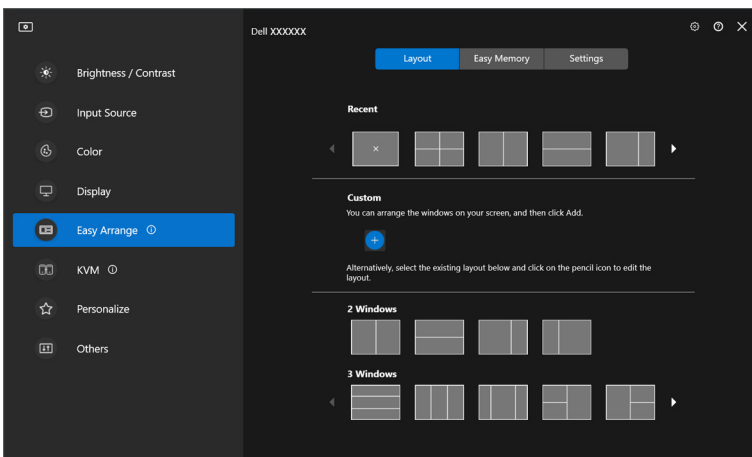 Dell XXXXXX
Brightness / Contrast
Input Source
Color
Display
Easy Arrange
KVM
Personalize
Others
Layout
Easy Memory
Settings
Recent
Custom
You can arrange the windows on your screen, and then click Add.
Alternatively, select the existing layout below and click on the pencil icon to edit the
layout.
2 Windows
3 Windows